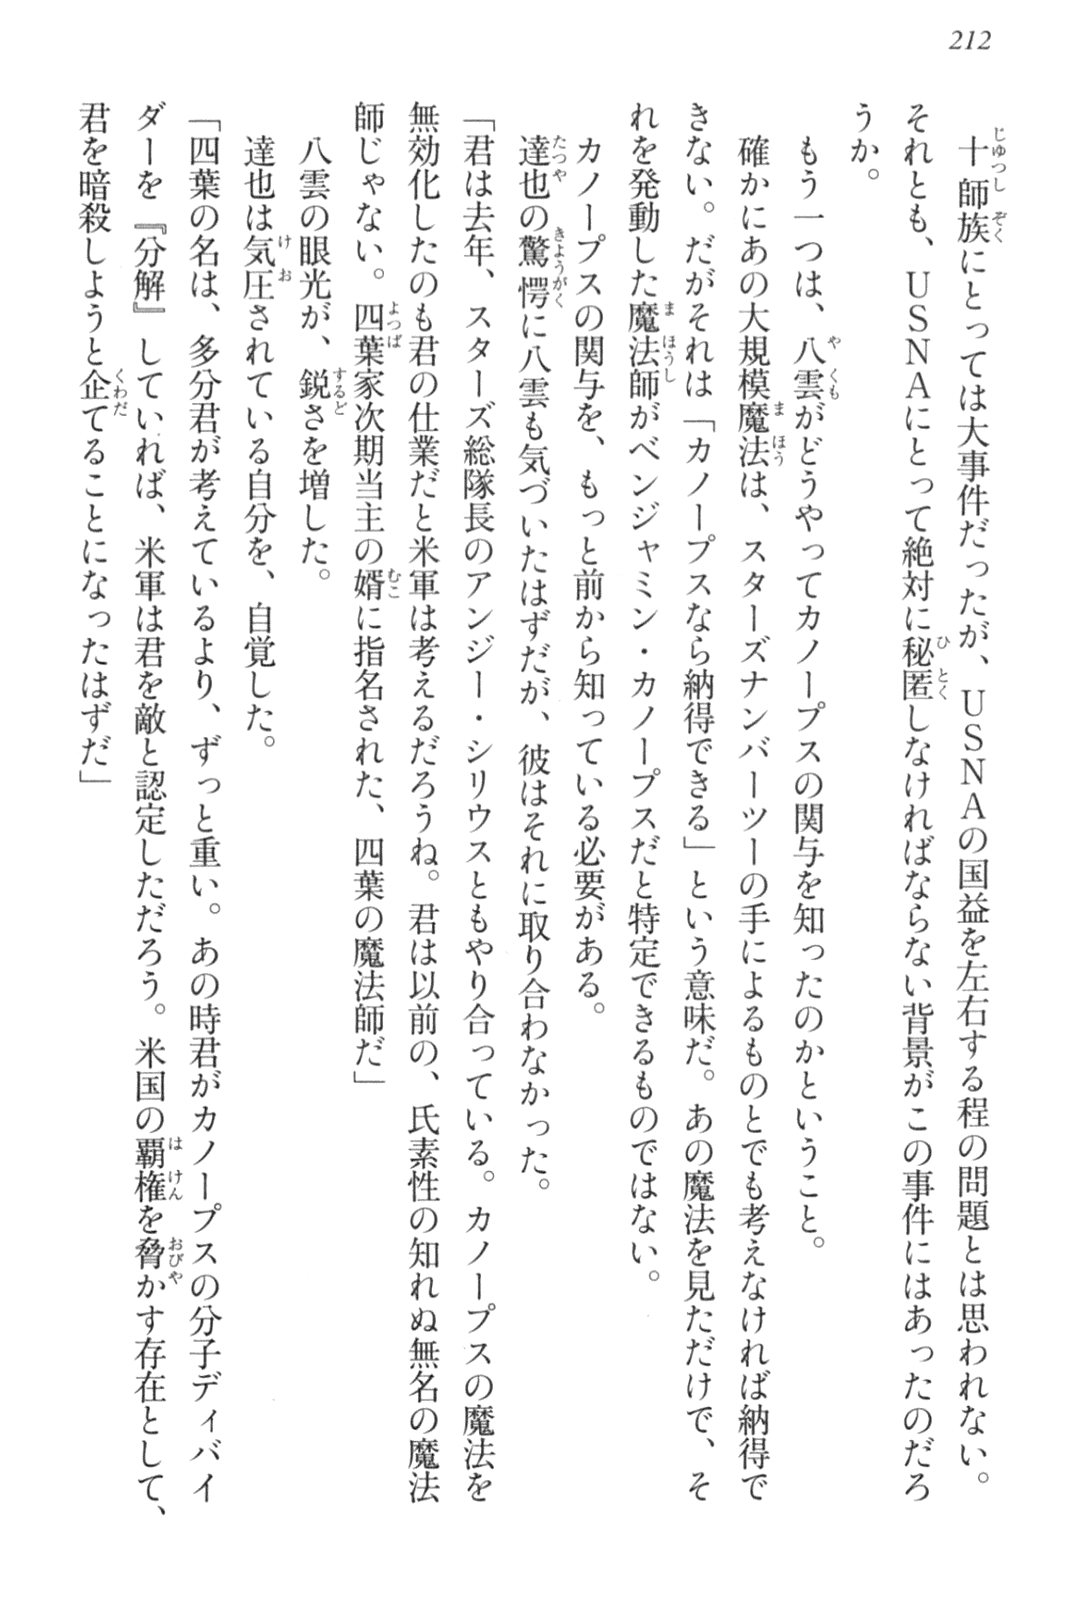 212
十師族にとっては大事件だったが、USNAの国益を左右する程の問題とは思われない。
それとも、USNAにとって絶対に秘匿しなければならない背景がこの事件にはあったのだろ
うか。
もう一つは、八雲がどうやってカノープスの関与を知ったのかということ。
確かにあの大規模魔法は、スターズナンバーツーの手によるものとでも考えなければ納得で
きない。だがそれは「カノープスなら納得できる」という意味だ。あの魔法を見ただけで、そ
れを発動した魔法師がベンジャミン・カノープスだと特定できるものではない。
カノープスの関与を、もっと前から知っている必要がある。
達也の驚愕に八雲も気づいたはずだが、彼はそれに取り合わなかった。
「君は去年、スターズ総隊長のアンジー・シリウスともやり合っている。カノープスの魔法を
無効化したのも君の仕業だと米軍は考えるだろうね。君は以前の、氏素性の知れぬ無名の魔法
師じゃない。四葉家次期当主の婿に指名された、四葉の魔法師だ」
八雲の眼光が、鋭さを増した。
達也は気圧されている自分を、自覚した。
「四葉の名は、多分君が考えているより、ずっと重い。あの時君がカノープスの分子ディバイ
ダーを『分解』していれば、米軍は君を敵と認定しただろう。米国の覇権を脅かす存在として、
君を暗殺しようと企てることになったはずだ」